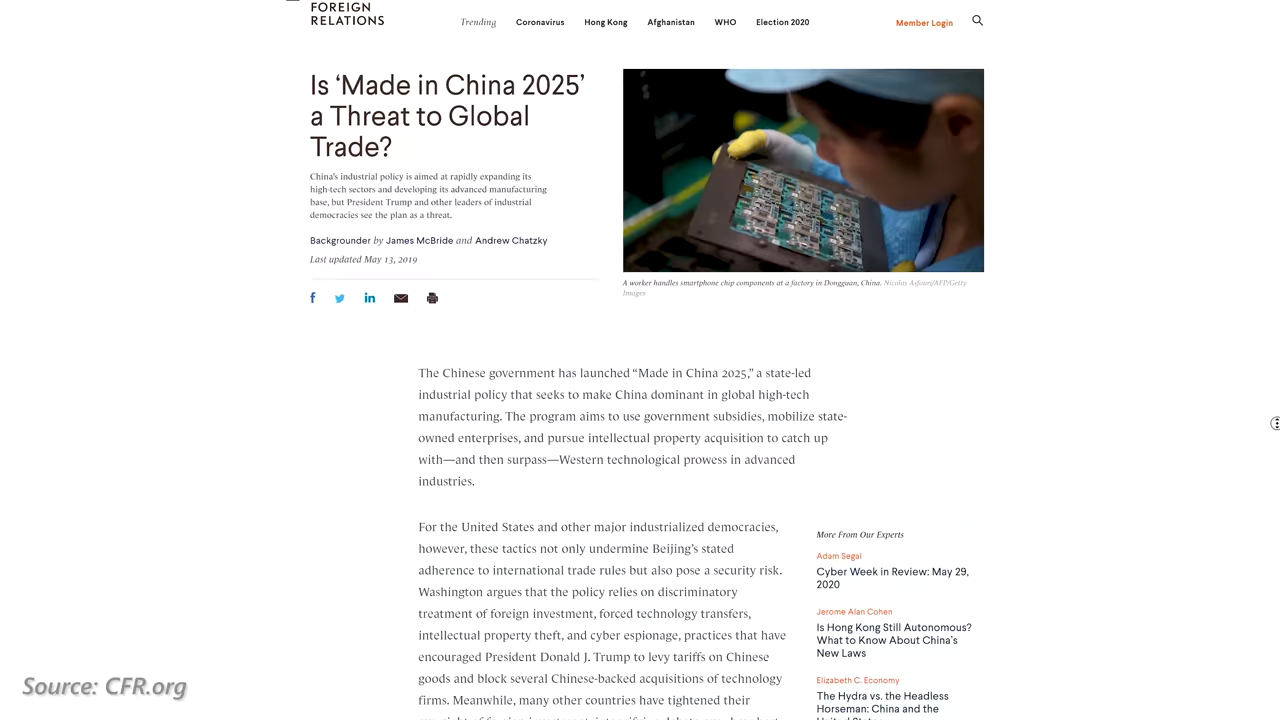 FOREIGN
RELATIONS
Trending Coronavirus Hong Kong Afghanistan WHO Election 2020
Member Login
Is ‘Made in China 2025’
a Threat to Global
Trade?
China's industrial policy is aimed at rapidly expanding its
high-tech sectors and developing its advanced manufacturing
base, but President Trump and other leaders of industrial
democracies see the plan as a threat.
Backgrounder by James McBride and Andrew Chatzky
Last updated May 13, 2019
A worker handles smartphone chip components at a factory in Dongguan, China. Nicolas Asfouri/AFP/Getty
Images
The Chinese government has launched “Made in China 2025,” a state-led
industrial policy that seeks to make China dominant in global high-tech
manufacturing. The program aims to use government subsidies, mobilize state-
owned enterprises, and pursue intellectual property acquisition to catch up
with—and then surpass—Western technological prowess in advanced
industries.
For the United States and other major industrialized democracies,
however, these tactics not only undermine Beijing’s stated
adherence to international trade rules but also pose a security risk.
Washington argues that the policy relies on discriminatory
treatment of foreign investment, forced technology transfers,
intellectual property theft, and cyber espionage, practices that have
encouraged President Donald J. Trump to levy tariffs on Chinese
goods and block several Chinese-backed acquisitions of technology
firms. Meanwhile, many other countries have tightened their
More From Our Experts
Adam Segal
Cyber Week in Review: May 29,
2020
Jerome Alan Cohen
Is Hong Kong Still Autonomous?
What to Know About China’s
New Laws
Elizabeth C. Economy
The Hydra vs. the Headless
Horseman: China and the
Source: CFR.org